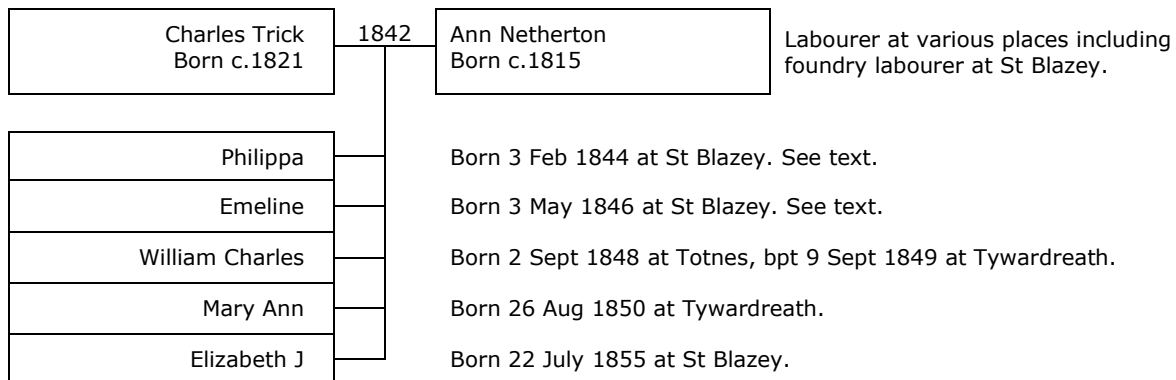 Charles Trick
Born c.1821
1842
Ann Netherton
Born c.1815
Labourer at various places including
foundry labourer at St Blazey.
Philippa
Born 3 Feb 1844 at St Blazey. See text.
Emeline
Born 3 May 1846 at St Blazey. See text.
William Charles
Born 2 Sept 1848 at Totnes, bpt 9 Sept 1849 at Tywardreath.
Mary Ann
Born 26 Aug 1850 at Tywardreath.
Elizabeth J
Born 22 July 1855 at St Blazey.